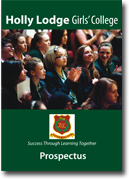 Holly Lodge Girls' College
Success Through Learning Together
Prospectus